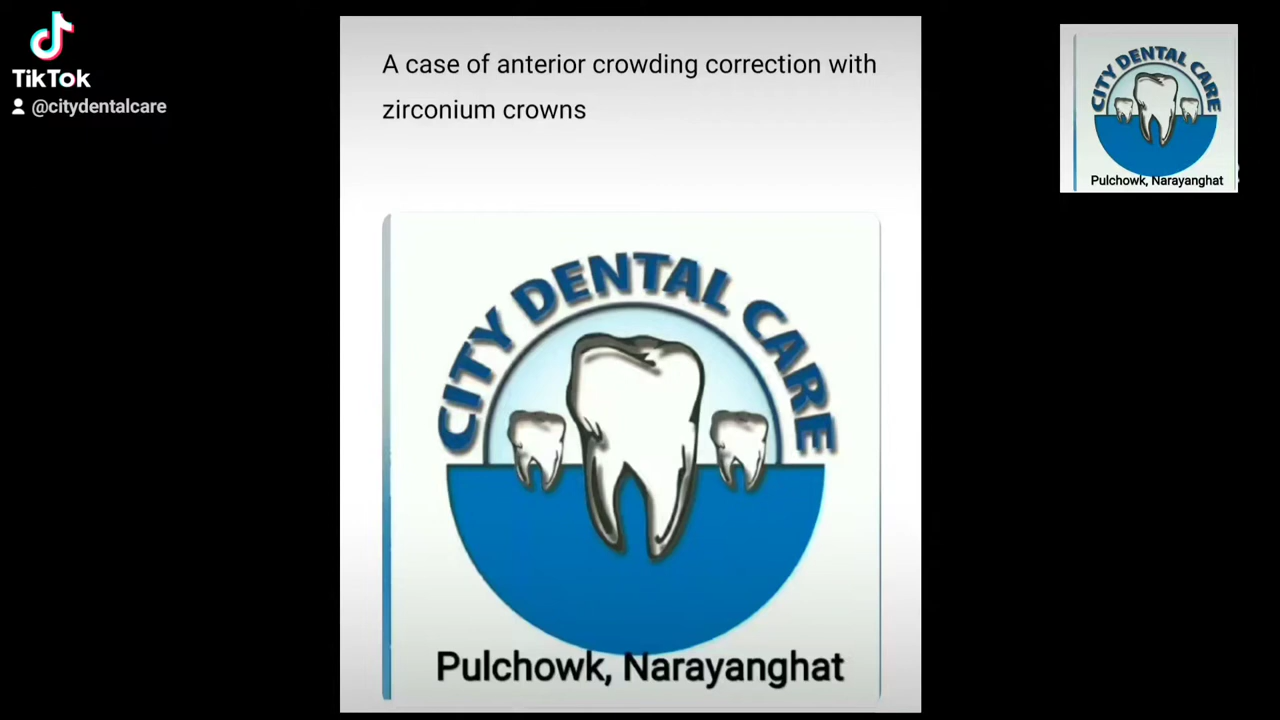 TikTok
@citydentalcare
A case of anterior crowding correction with
zirconium crowns
CITY DENTAL CARE
Pulchowk, Narayanghat
CITY DENTAL CARE
Pulchowk, Narayanghat